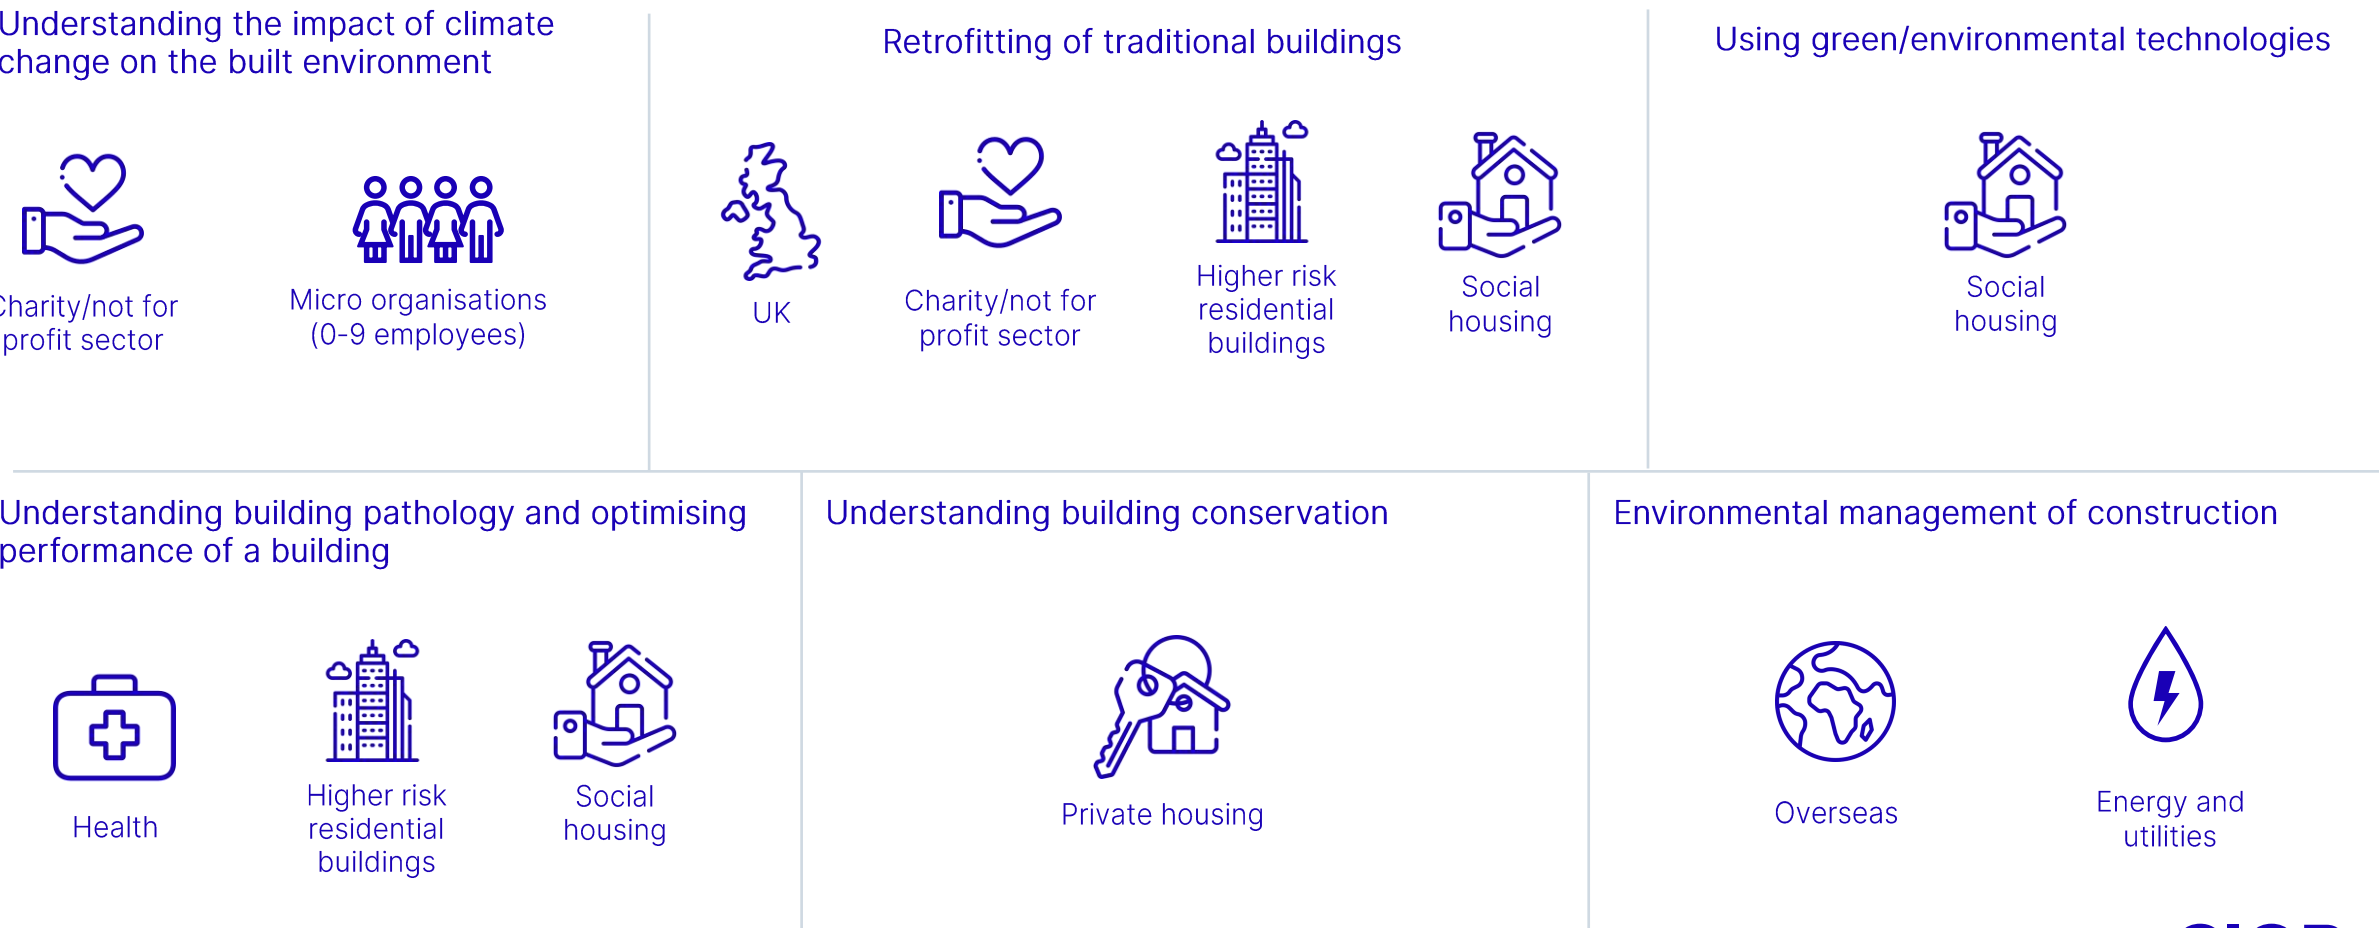 Understanding the impact of climate
change on the built environment
Charity/not for
profit sector
Micro organisations
(0-9 employees)
Retrofitting of traditional buildings
UK
Charity/not for
profit sector
Higher risk
residential
buildings
Social
housing
Using green/environmental technologies
Social
housing
Understanding building pathology and optimising
performance of a building
Health
Higher risk
residential
buildings
Social
housing
Understanding building conservation
Private housing
Environmental management of construction
Overseas
Energy and
utilities